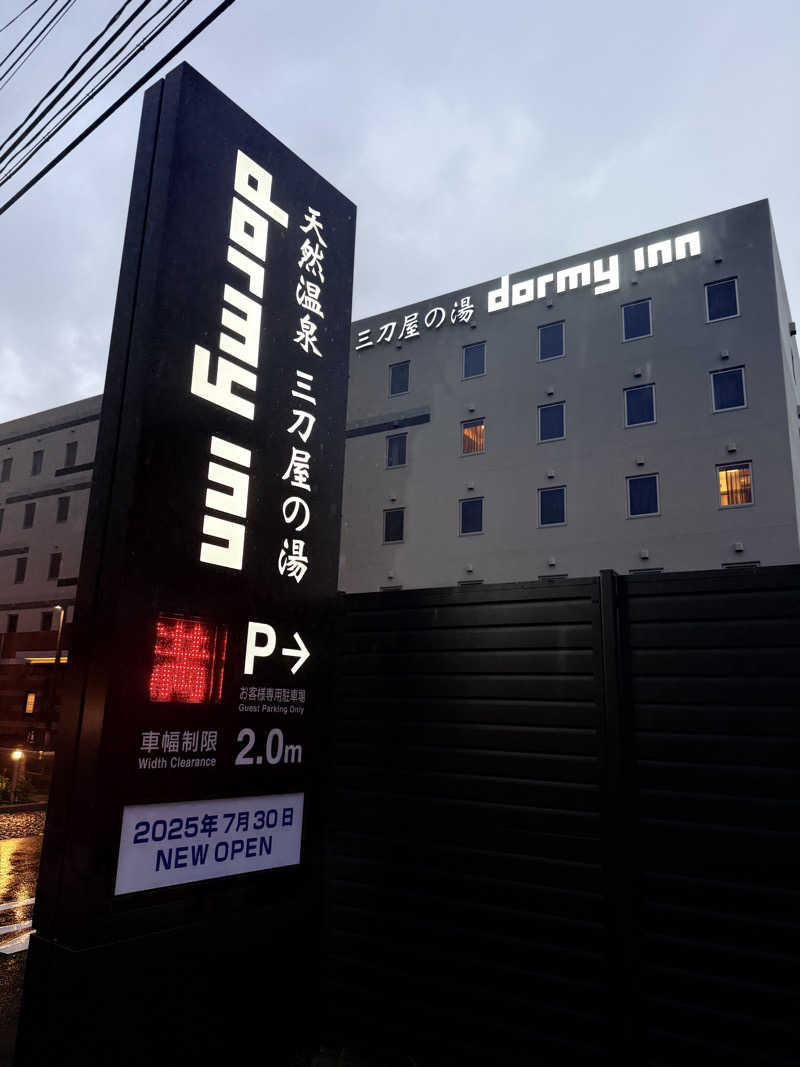 dormy inn
天然温泉 三刀屋の湯
満
P→
お客様専用駐車場
Guest Parking Only
車幅制限
Width Clearance
2.0m
2025年7月30日
NEW OPEN
三刀屋の湯 dormy inn